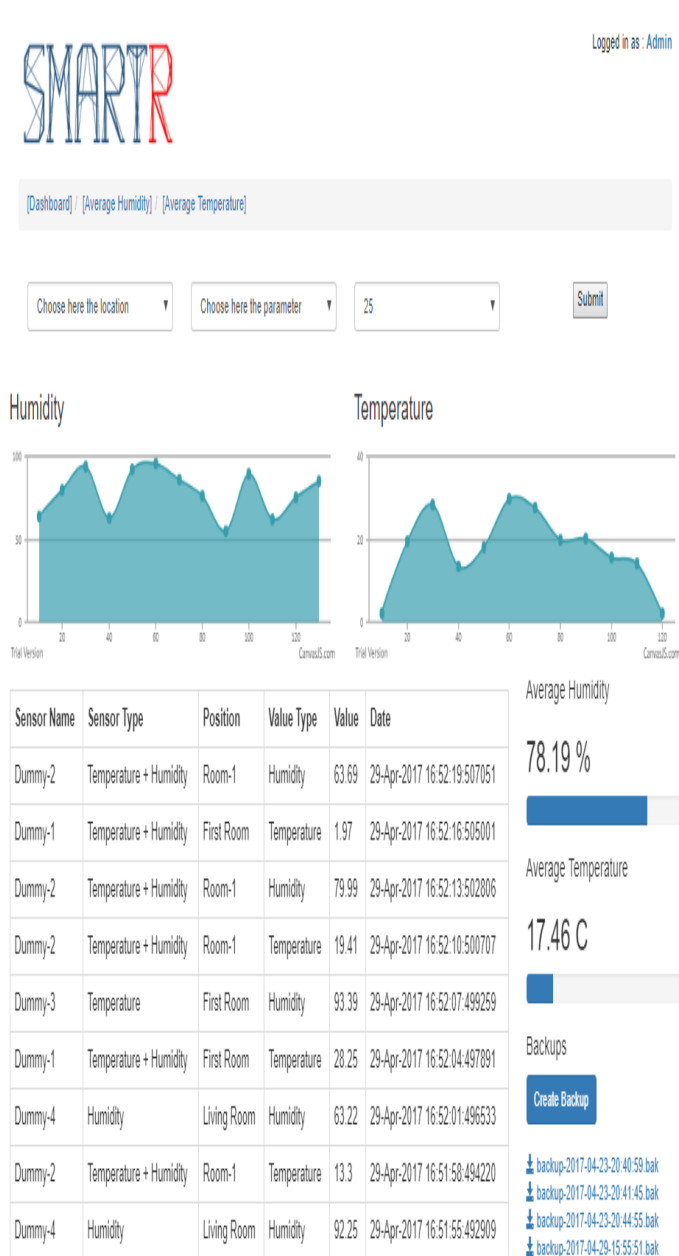 SMARTR
Logged in as : Admin
[Dashboard] / [Average Humidity] / [Average Temperature]
Choose here the location
Choose here the parameter
25
Submit
Humidity
100
50
0
20 40 60 80 100 120
Trial Version
CanvasJS.com
Temperature
40
20
0
20 40 60 80 100 120
Trial Version
CanvasJS.com
Sensor Name Sensor Type Position Value Type Value Date
Dummy-2 Temperature + Humidity Room-1 Humidity 63.69 29-Apr-2017 16:52:19:507051
Dummy-1 Temperature + Humidity First Room Temperature 1.97 29-Apr-2017 16:52:16:505001
Dummy-2 Temperature + Humidity Room-1 Humidity 79.99 29-Apr-2017 16:52:13:502806
Dummy-2 Temperature + Humidity Room-1 Temperature 19.41 29-Apr-2017 16:52:10:500707
Dummy-3 Temperature First Room Humidity 93.39 29-Apr-2017 16:52:07:499259
Dummy-1 Temperature + Humidity First Room Temperature 28.25 29-Apr-2017 16:52:04:497891
Dummy-4 Humidity Living Room Humidity 63.22 29-Apr-2017 16:52:01:496533
Dummy-2 Temperature + Humidity Room-1 Temperature 13.3 29-Apr-2017 16:51:58:494220
Dummy-4 Humidity Living Room Humidity 92.25 29-Apr-2017 16:51:55:492909
Average Humidity
78.19 %
Average Temperature
17.46 C
Backups
Create Backup
backup-2017-04-23-20:40:59.bak
backup-2017-04-23-20:41:45.bak
backup-2017-04-23-20:44:55.bak
backup-2017-04-29-15:55:51.bak